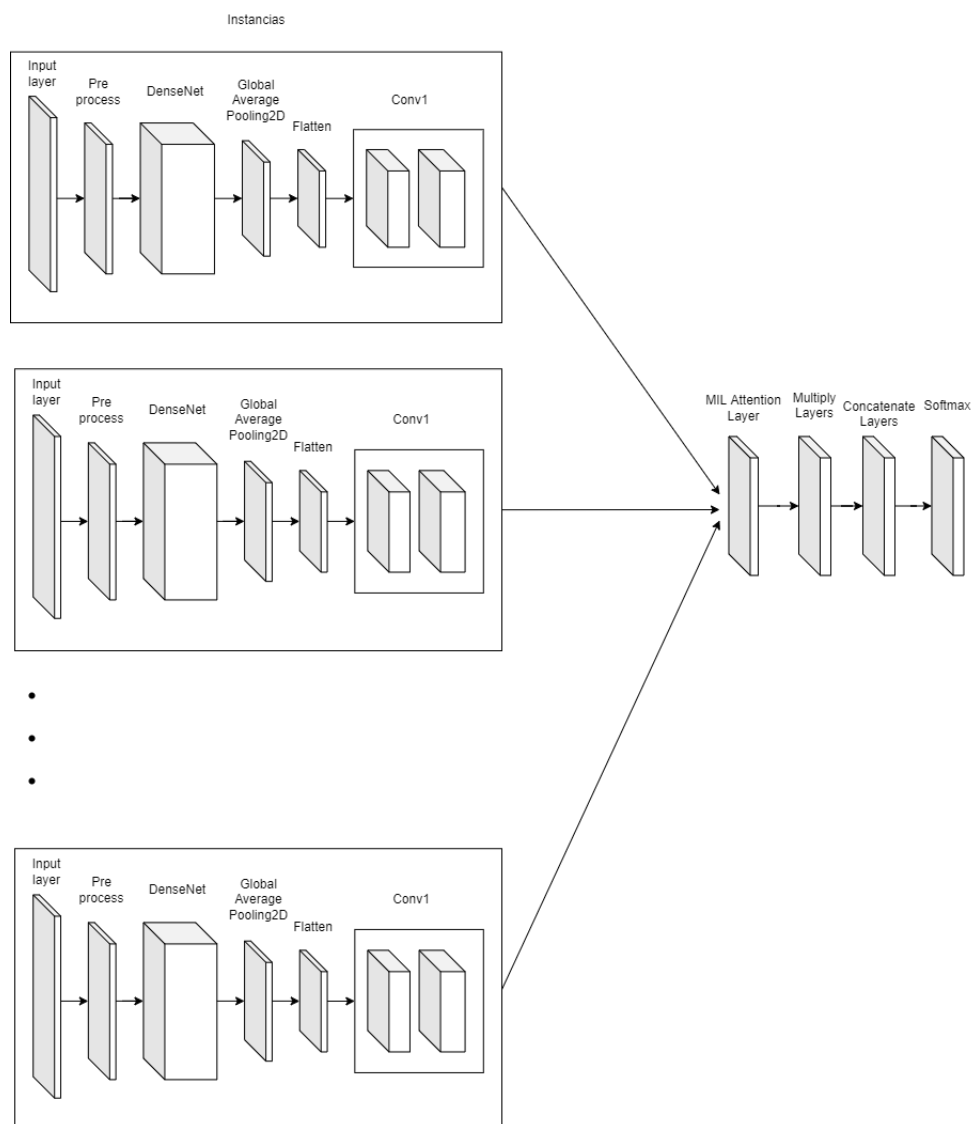 Instancias
Input
layer
Pre
process
DenseNet
Global
Average
Pooling2D
Flatten
Conv1
Input
layer
Pre
process
DenseNet
Global
Average
Pooling2D
Flatten
Conv1
MIL Attention
Layer
Multiply
Layers
Concatenate
Layers
Softmax
Input
layer
Pre
process
DenseNet
Global
Average
Pooling2D
Flatten
Conv1